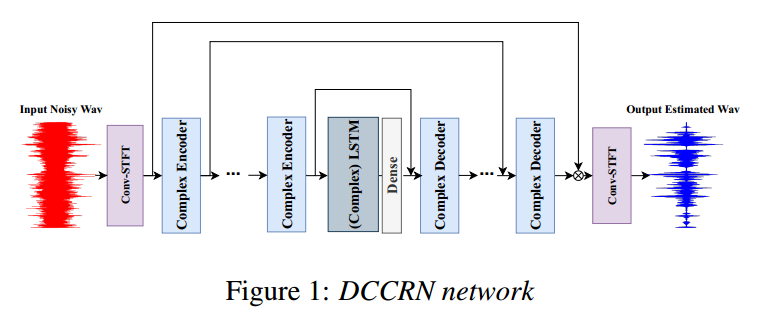 Input Noisy Wav
Output Estimated Wav
Conv-STFT
Complex Encoder
...
Complex Encoder
(Complex) LSTM
Dense
Complex Decoder
...
Complex Decoder
Conv-STFT
Figure 1: DCCRN network